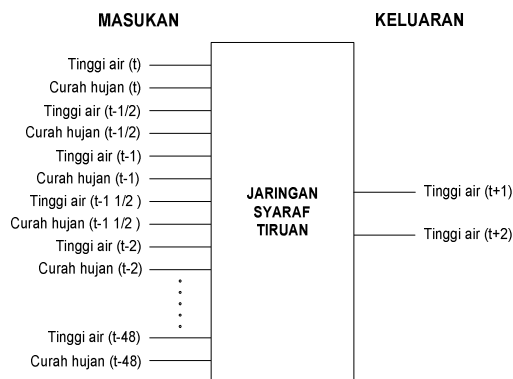 MASUKAN
KELUARAN
Tinggi air (t)
Curah hujan (t)
Tinggi air (t-1/2)
Curah hujan (t-1/2)
Tinggi air (t-1)
Curah hujan (t-1)
Tinggi air (t-1 1/2 )
Curah hujan (t-1 1/2 )
Tinggi air (t-2)
Curah hujan (t-2)
Tinggi air (t-48)
Curah hujan (t-48)
JARINGAN
SYARAF
TIRUAN
Tinggi air (t+1)
Tinggi air (t+2)